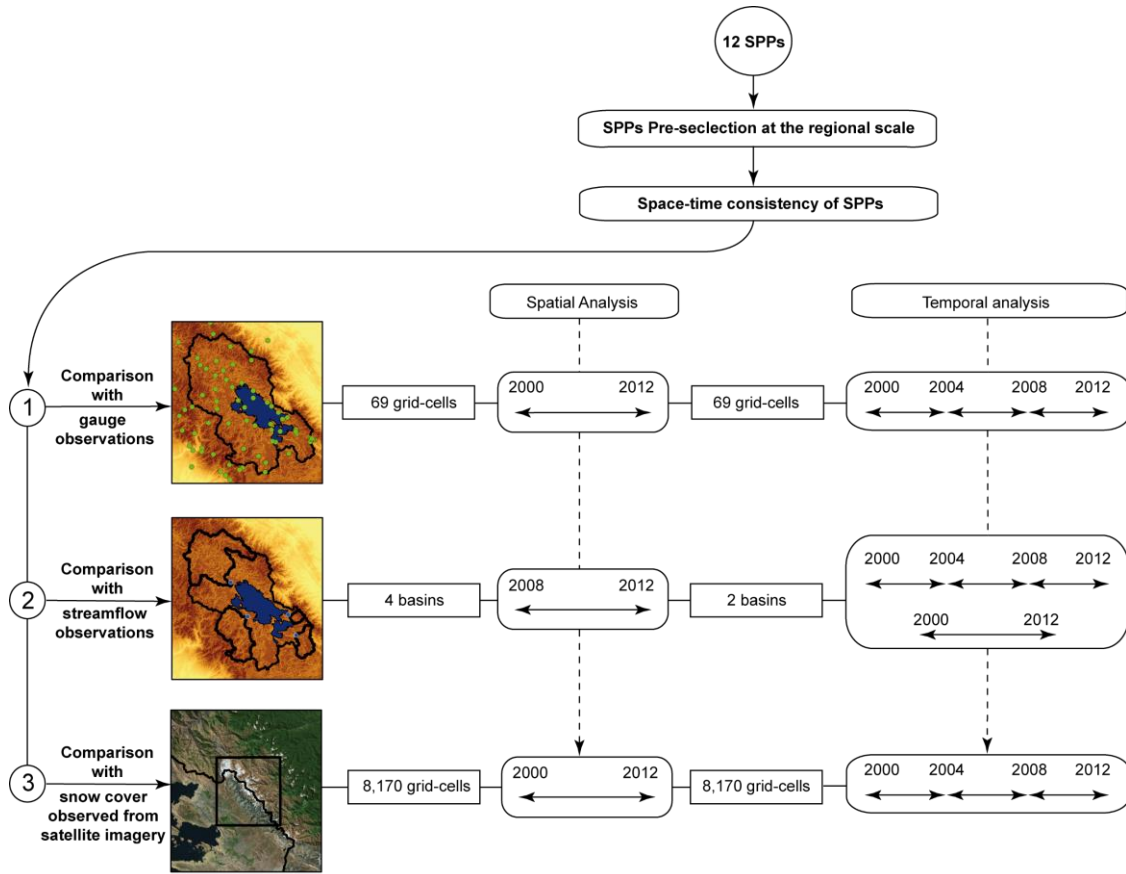 12 SPPs
SPPs Pre-seclection at the regional scale
Space-time consistency of SPPs
Spatial Analysis
Temporal analysis
1
Comparison
with
gauge
observations
69 grid-cells
2000 2012
69 grid-cells
2000 2004 2008 2012
2
Comparison
with
streamflow
observations
4 basins
2008 2012
2 basins
2000 2004 2008 2012
2000 2012
3
Comparison
with
snow cover
observed from
satellite imagery
8,170 grid-cells
2000 2012
8,170 grid-cells
2000 2004 2008 2012